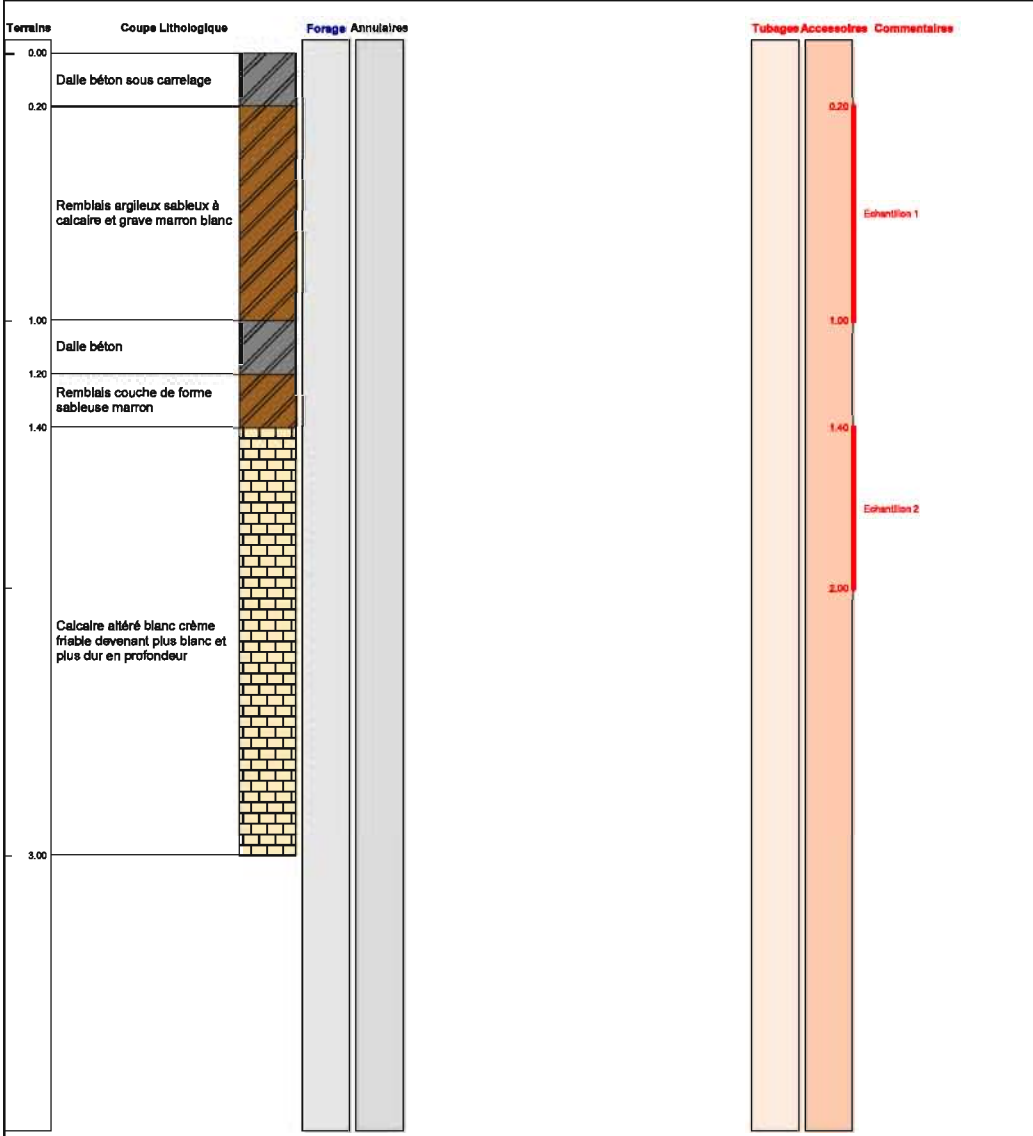 Terrains Coupe Lithologique Forage Annulaires Tubages Accessoires Commentaires
0.00
Dalle béton sous carrelage
0.20 0.20
Remblais argileux sableux à
calcaire et grave marron blanc
Echantillon 1
1.00 1.00
Dalle béton
1.20
Remblais couche de forme
sableuse marron
1.40 1.40
Echantillon 2
2.00
Calcaire altéré blanc crème
friable devenant plus blanc et
plus dur en profondeur
3.00